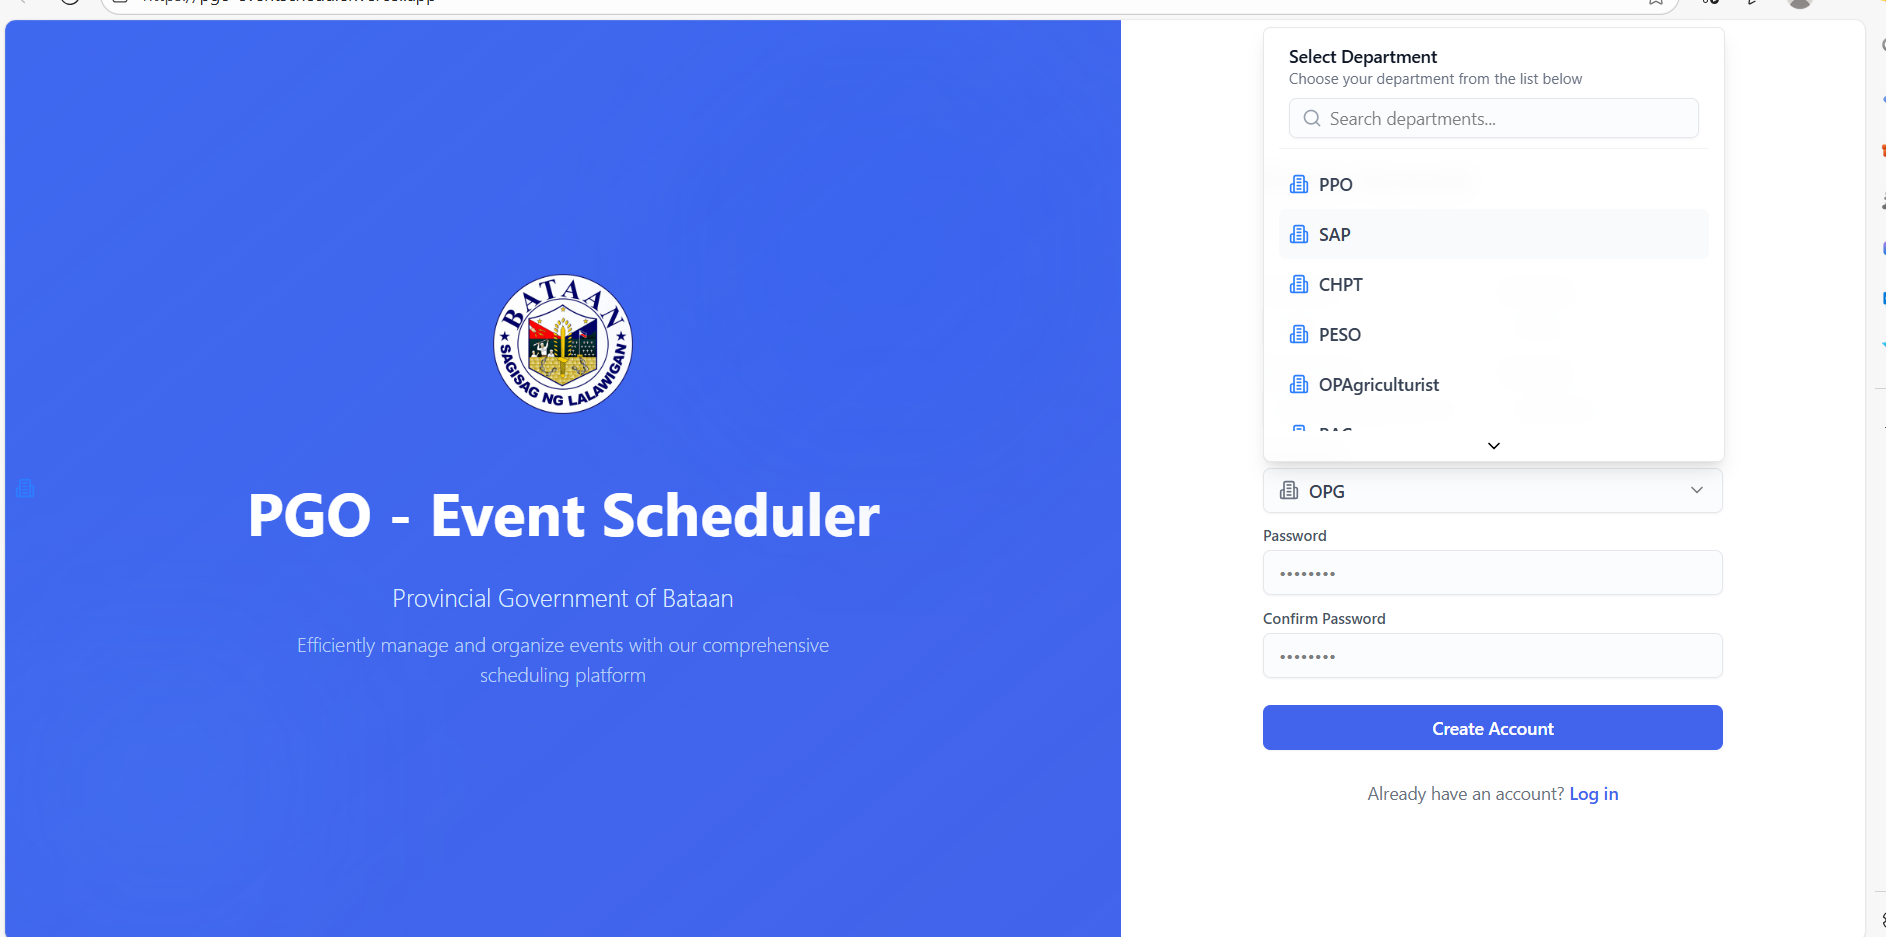 Select Department
Choose your department from the list below
Search departments...
PPO
SAP
CHPT
PESO
OPAgriculturist
OPG
Password
••••••••
Confirm Password
••••••••
Create Account
Already have an account? Log in
BATAAN
SAGISAG NG LALAWIGAN
PGO - Event Scheduler
Provincial Government of Bataan
Efficiently manage and organize events with our comprehensive
scheduling platform